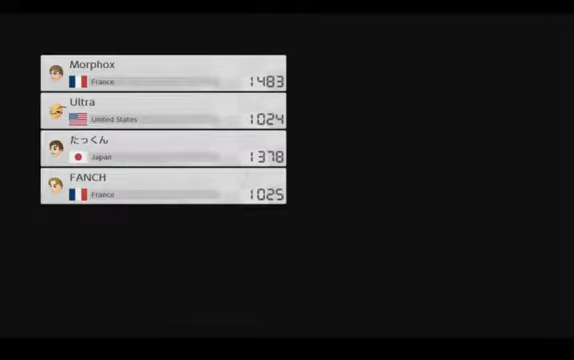 Morphox
France 1483
Ultra
United States 1024
たっくん
Japan 1378
FANCH
France 1025